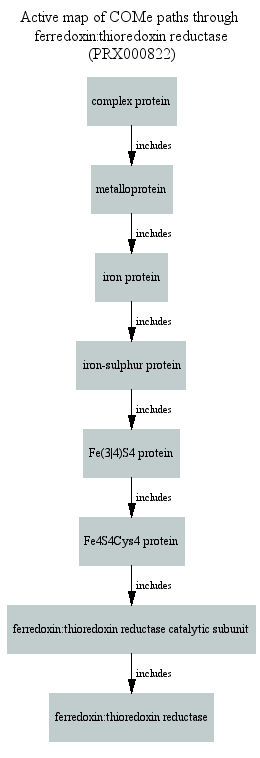 Active map of COMe paths through
ferredoxin:thioredoxin reductase
(PRX000822)
complex protein
includes
metalloprotein
includes
iron protein
includes
iron-sulphur protein
includes
Fe(3|4)S4 protein
includes
Fe4S4Cys4 protein
includes
ferredoxin:thioredoxin reductase catalytic subunit
includes
ferredoxin:thioredoxin reductase